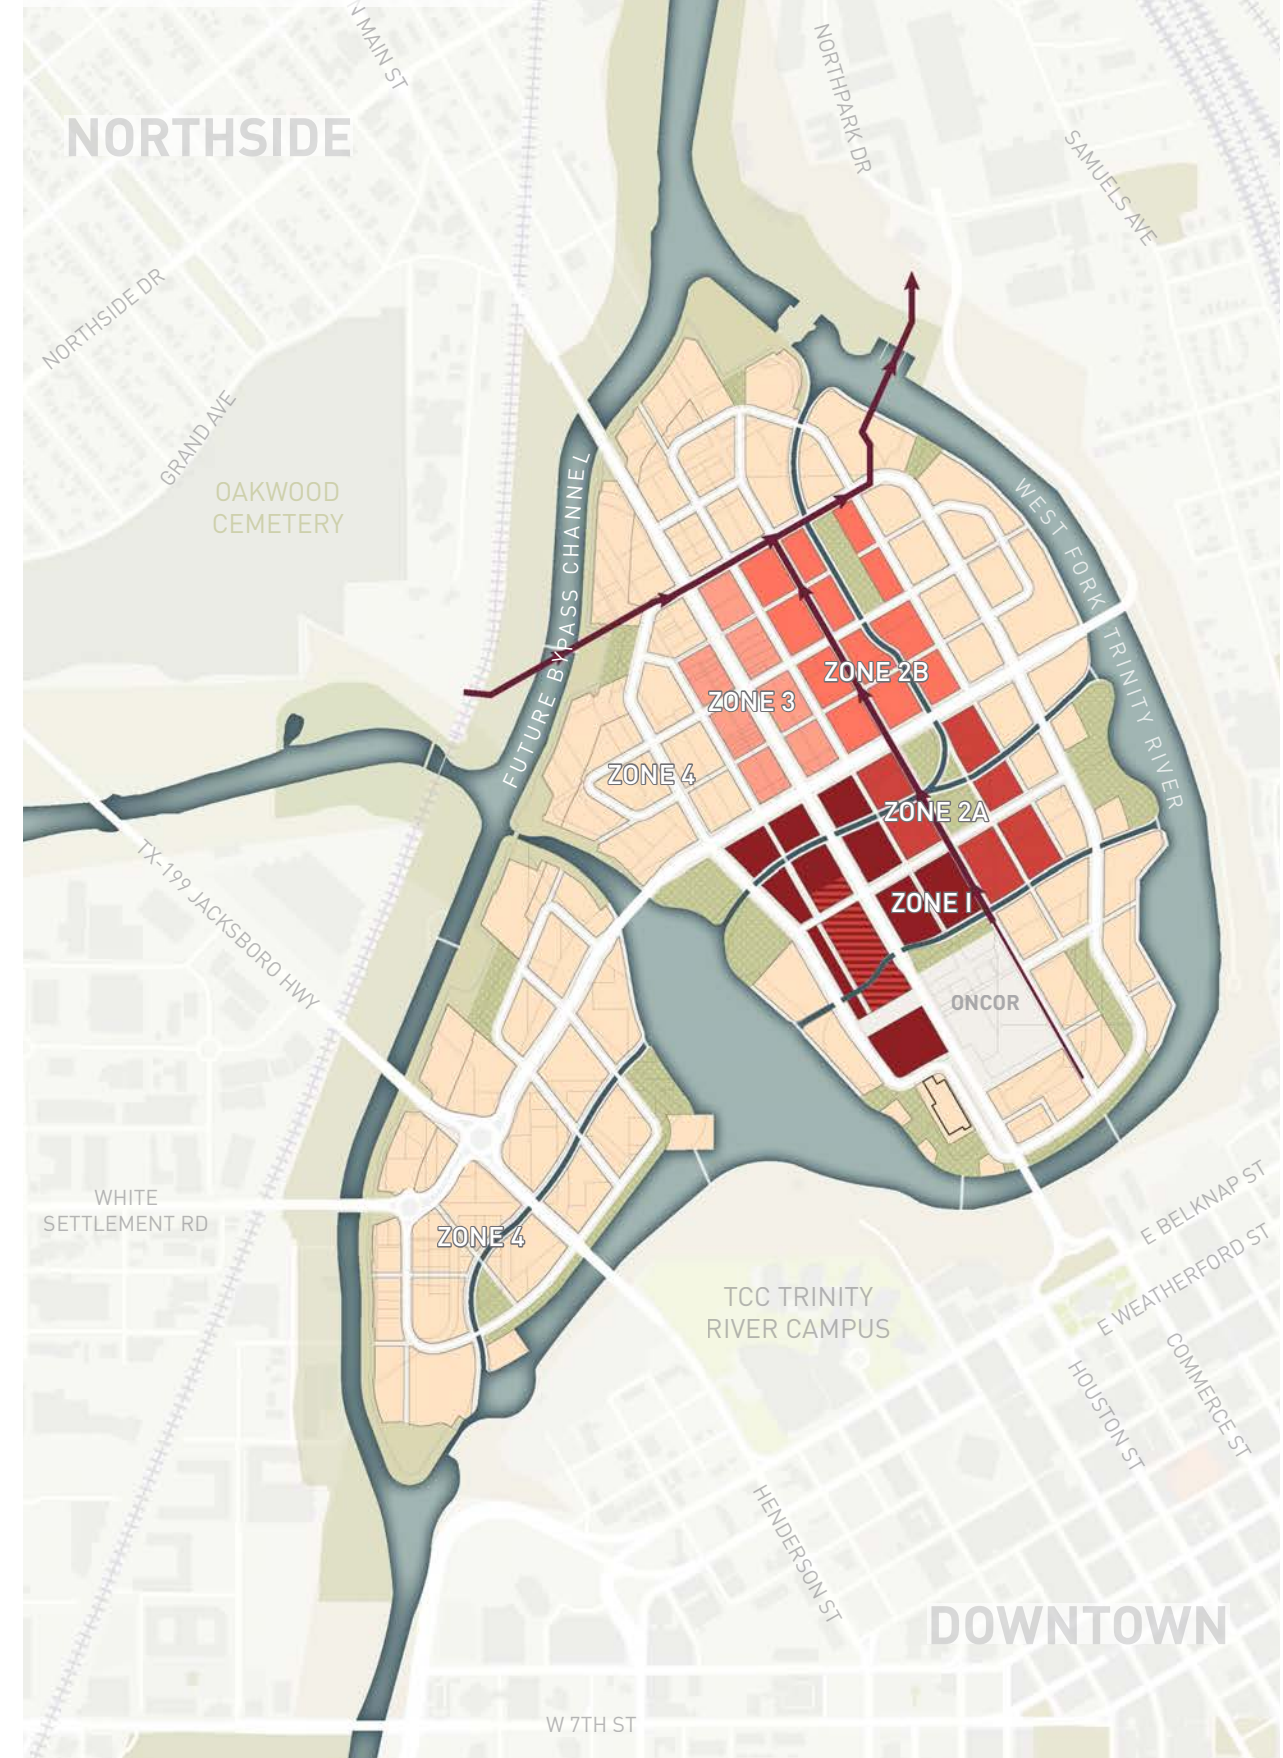 N MAIN ST
NORTHPARK DR
NORTHSIDE
SAMUELS AVE
NORTHSIDE DR
GRAND AVE
OAKWOOD
CEMETERY
FUTURE BYPASS CHANNEL
WEST FORK TRINITY RIVER
ZONE 2B
ZONE 3
ZONE 4
ZONE 2A
TX-199 JACKSBORO HWY
ZONE I
ONCOR
WHITE
SETTLEMENT RD
ZONE 4
E BELKNAP ST
E WEATHERFORD ST
TCC TRINITY
RIVER CAMPUS
COMMERCE ST
HOUSTON ST
HENDERSON ST
DOWNTOWN
W 7TH ST